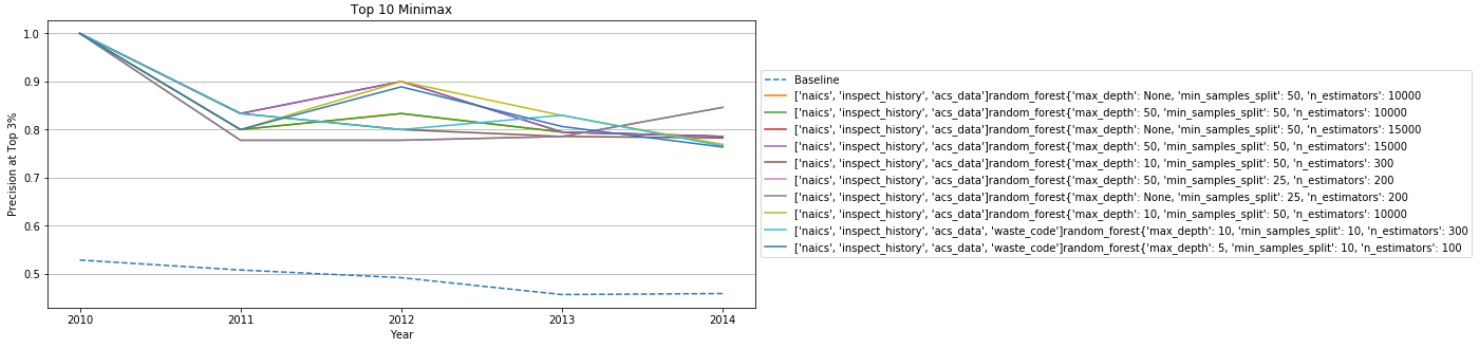 Top 10 Minimax
Precision at Top 3%
1.0
0.9
0.8
0.7
0.6
0.5
2010 2011 2012 2013 2014
Year
Baseline
['naics', 'inspect_history', 'acs_data']random_forest{'max_depth': None, 'min_samples_split': 50, 'n_estimators': 10000
['naics', 'inspect_history', 'acs_data']random_forest{'max_depth': 50, 'min_samples_split': 50, 'n_estimators': 10000
['naics', 'inspect_history', 'acs_data']random_forest{'max_depth': None, 'min_samples_split': 50, 'n_estimators': 15000
['naics', 'inspect_history', 'acs_data']random_forest{'max_depth': 50, 'min_samples_split': 50, 'n_estimators': 15000
['naics', 'inspect_history', 'acs_data']random_forest{'max_depth': 10, 'min_samples_split': 50, 'n_estimators': 300
['naics', 'inspect_history', 'acs_data']random_forest{'max_depth': 50, 'min_samples_split': 25, 'n_estimators': 200
['naics', 'inspect_history', 'acs_data']random_forest{'max_depth': None, 'min_samples_split': 25, 'n_estimators': 200
['naics', 'inspect_history', 'acs_data']random_forest{'max_depth': 10, 'min_samples_split': 50, 'n_estimators': 10000
['naics', 'inspect_history', 'acs_data', 'waste_code']random_forest{'max_depth': 10, 'min_samples_split': 10, 'n_estimators': 300
['naics', 'inspect_history', 'acs_data', 'waste_code']random_forest{'max_depth': 5, 'min_samples_split': 10, 'n_estimators': 100